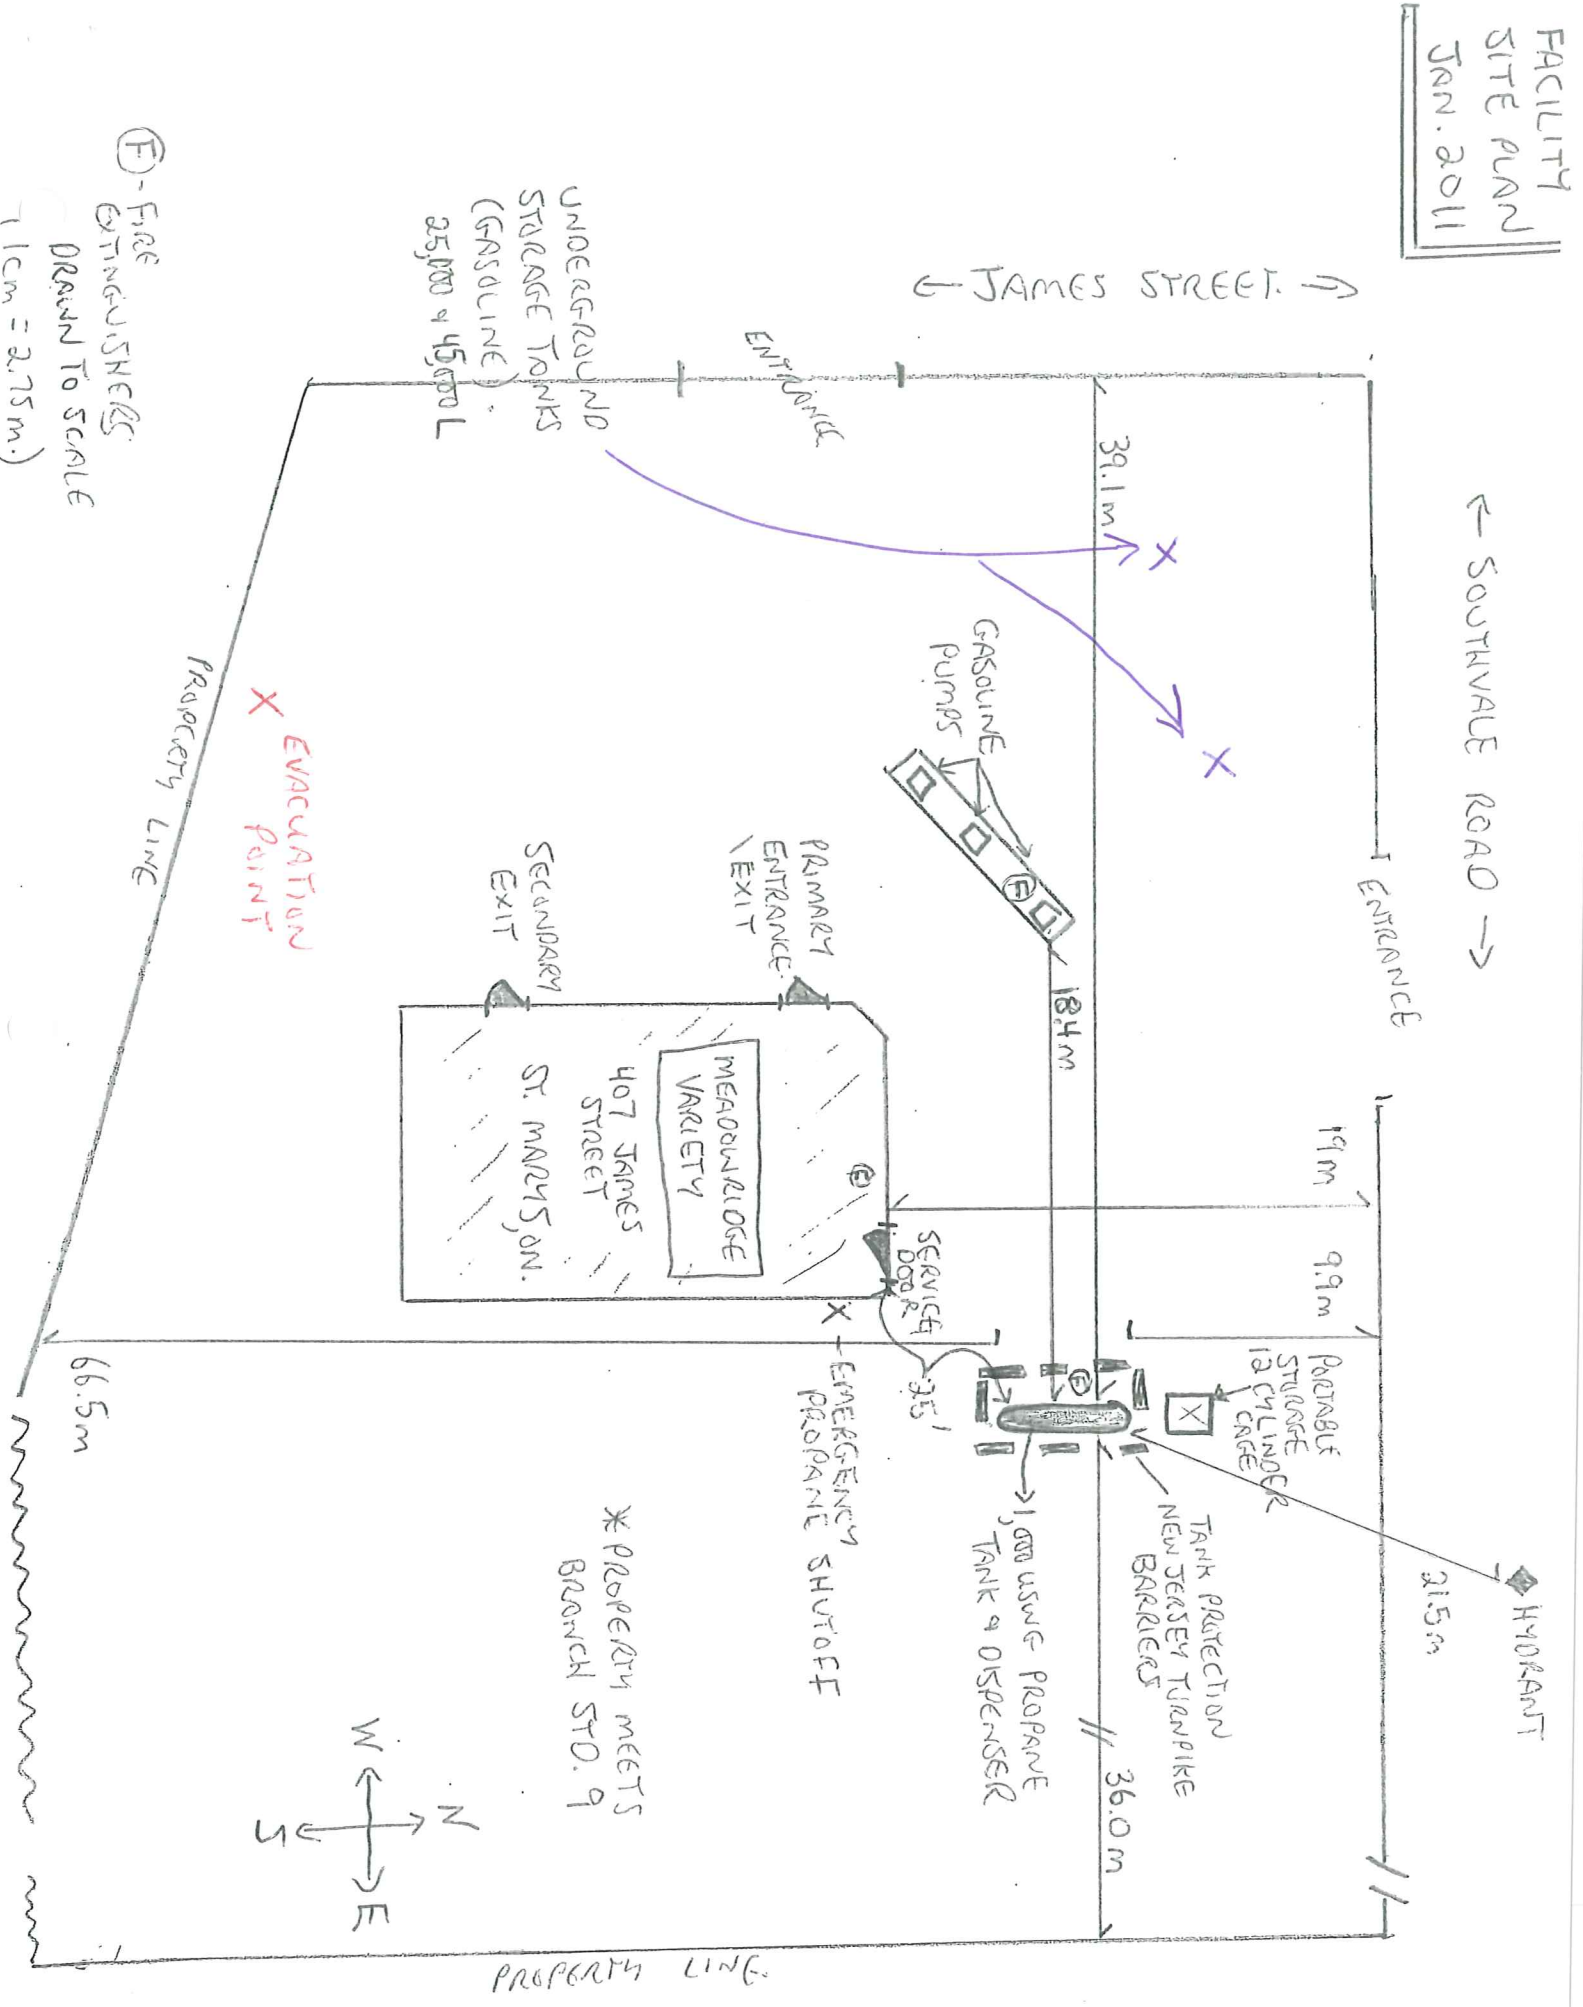 FACILITY
SITE PLAN
JAN. 2011
← SOUTHVALE ROAD →
← JAMES STREET. →
ENTRANCE
ENTRANCE
HYDRANT
21.5m
19m
9.9m
PORTABLE
STORAGE
12 CYLINDER
CAGE
TANK PROTECTION
NEW JERSEY TURNPIKE
BARRIERS
39.1m
X
X
36.0m
GASOLINE
PUMPS
F
18.4m
F
1,000 USWG PROPANE
TANK & DISPENSER
UNDERGROUND
STORAGE TANKS
(GASOLINE).
25,000 & 45,000 L
SERVICE
DOOR
25'
X - EMERGENCY
PROPANE SHUTOFF
PRIMARY
ENTRANCE.
\EXIT
SECONDARY
EXIT
F
MEADOWRIDGE
VARIETY
407 JAMES
STREET
ST. MARYS, ON.
* PROPERTY MEETS
BRANCH STD. 9
X EVACUATION
POINT
PROPERTY LINE
66.5m
N
W
E
S
PROPERTY LINE.
F - FIRE
EXTINGUISHERS.
DRAWN TO SCALE
1cm = 2.75m.)